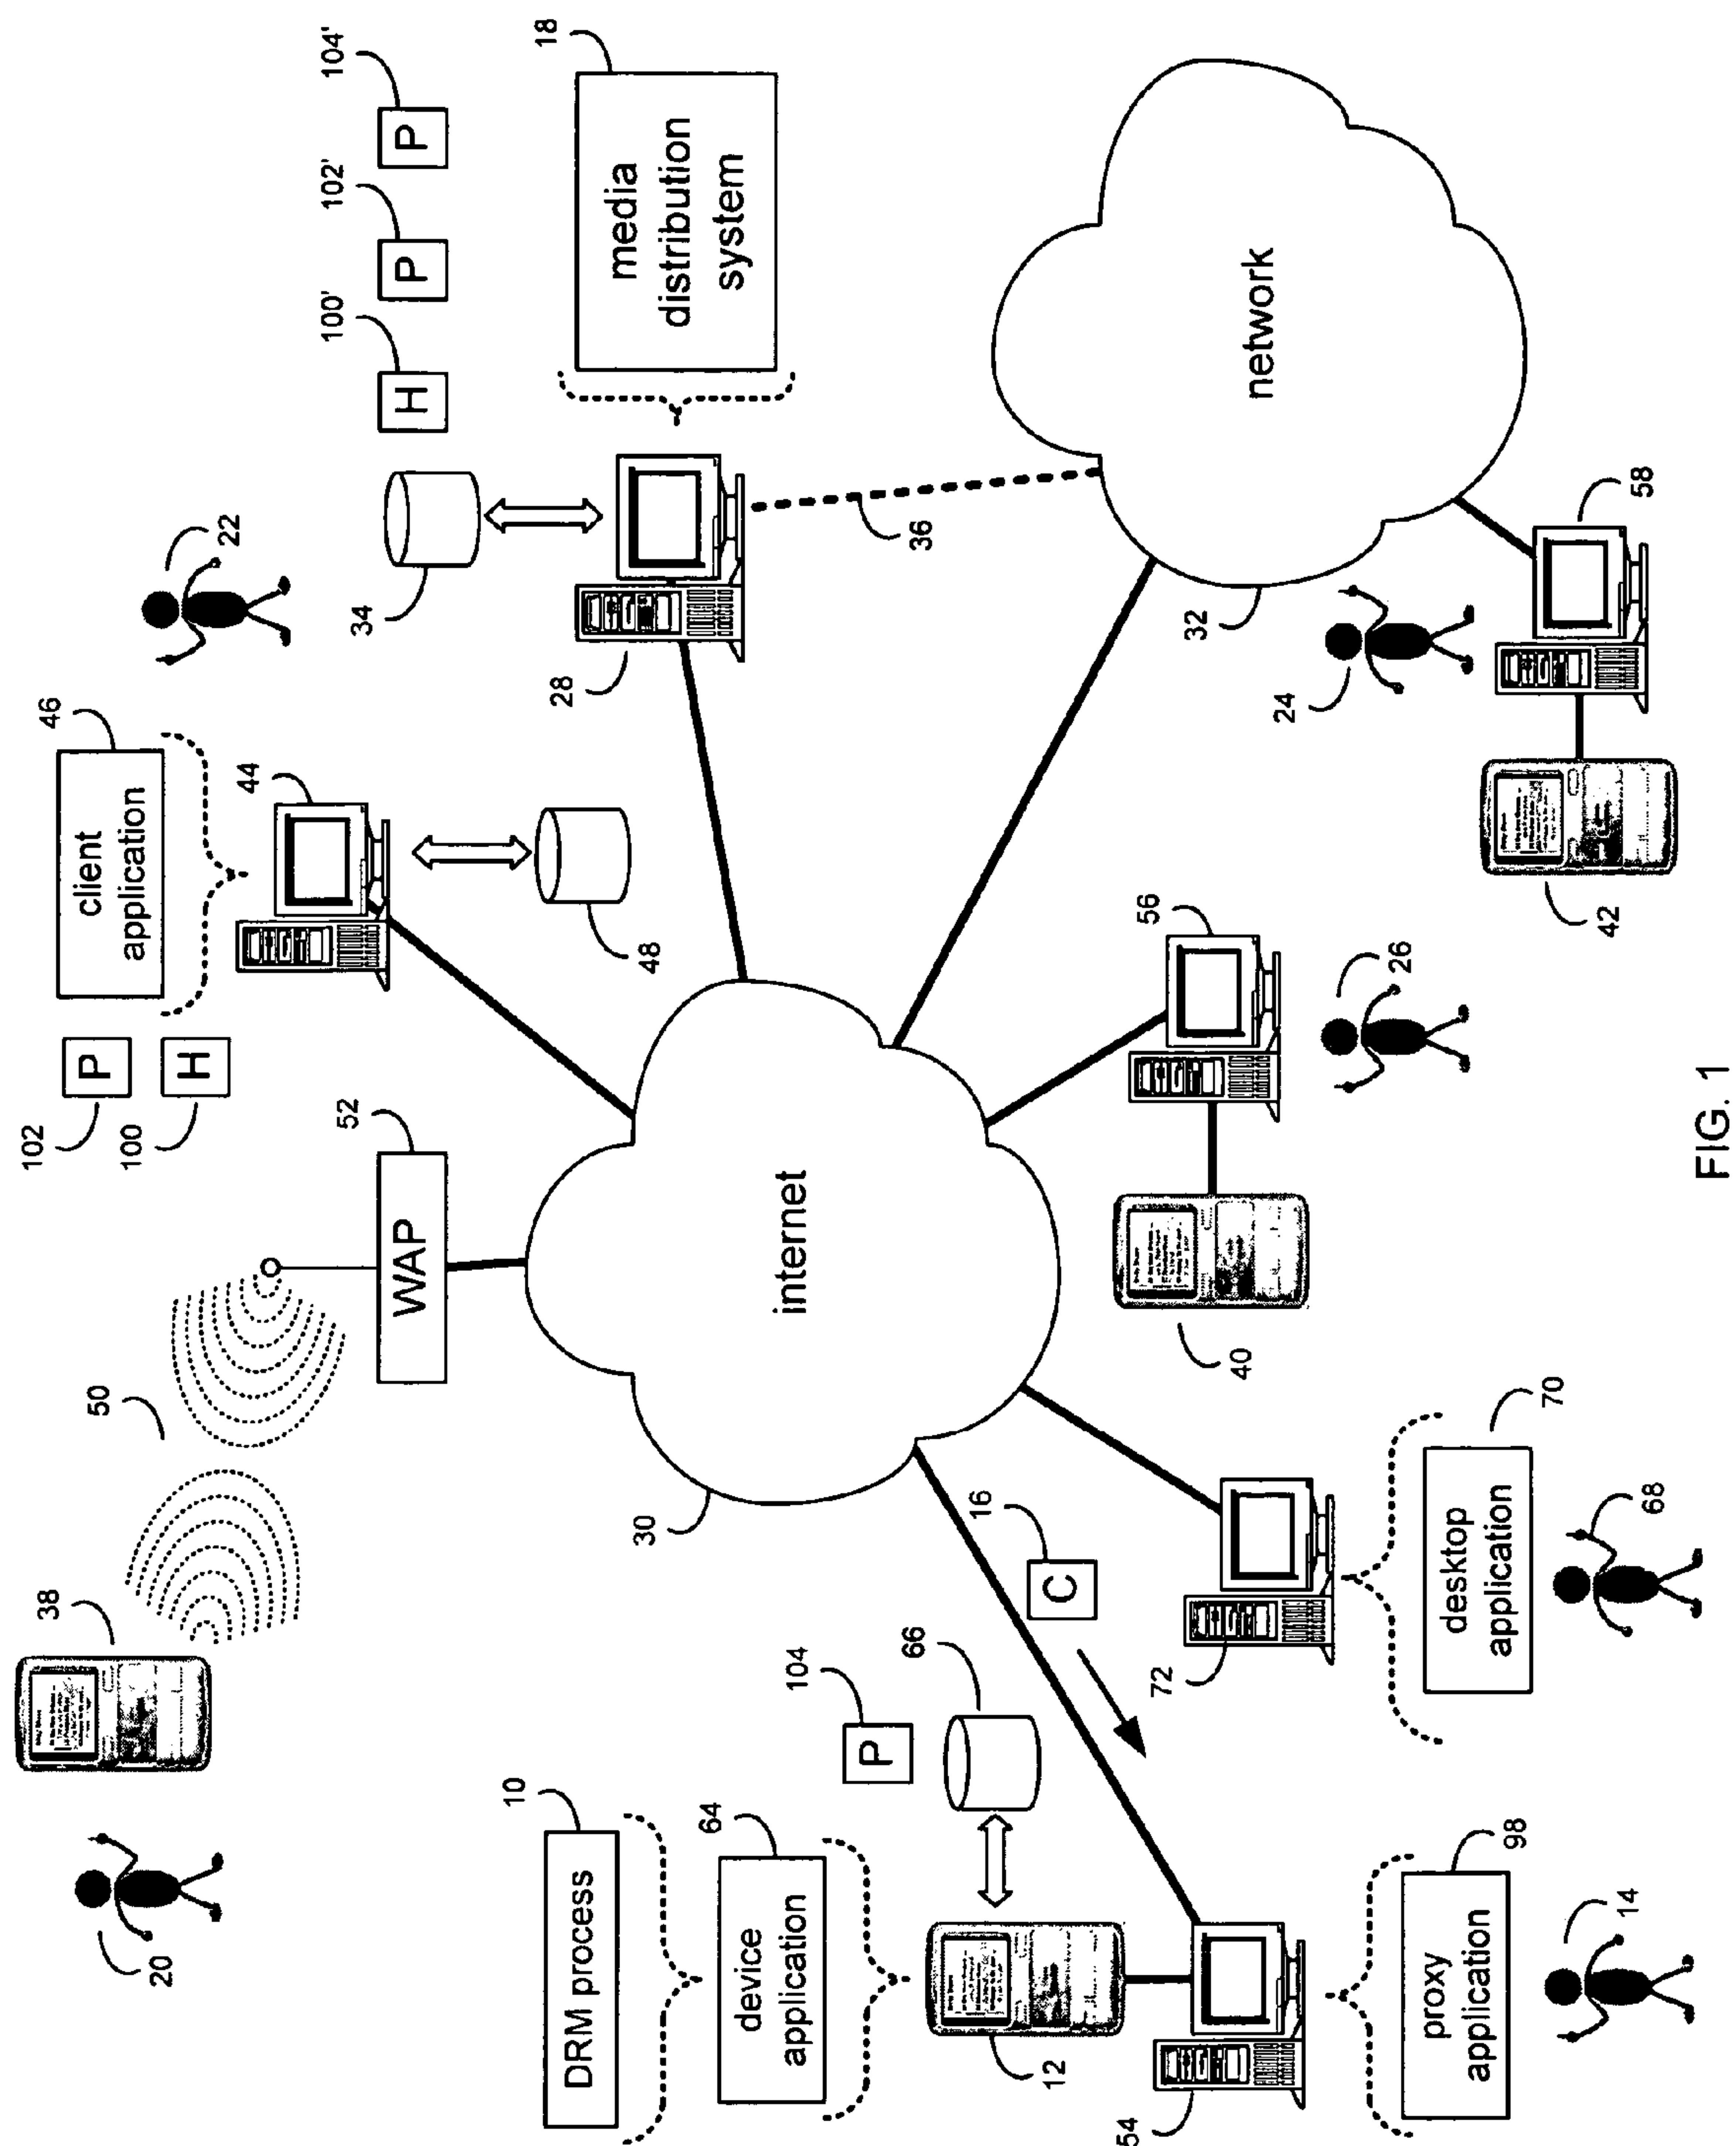 38
20
50
102
P
100
H
46
client
application
44
22
52
WAP
48
34
100'
H
102'
P
104'
P
10
DRM process
30
28
18
media
distribution
system
64
device
application
104
P
66
internet
36
12
16
C
54
72
56
32
network
24
98
proxy
application
14
70
desktop
application
68
40
26
42
58
FIG. 1